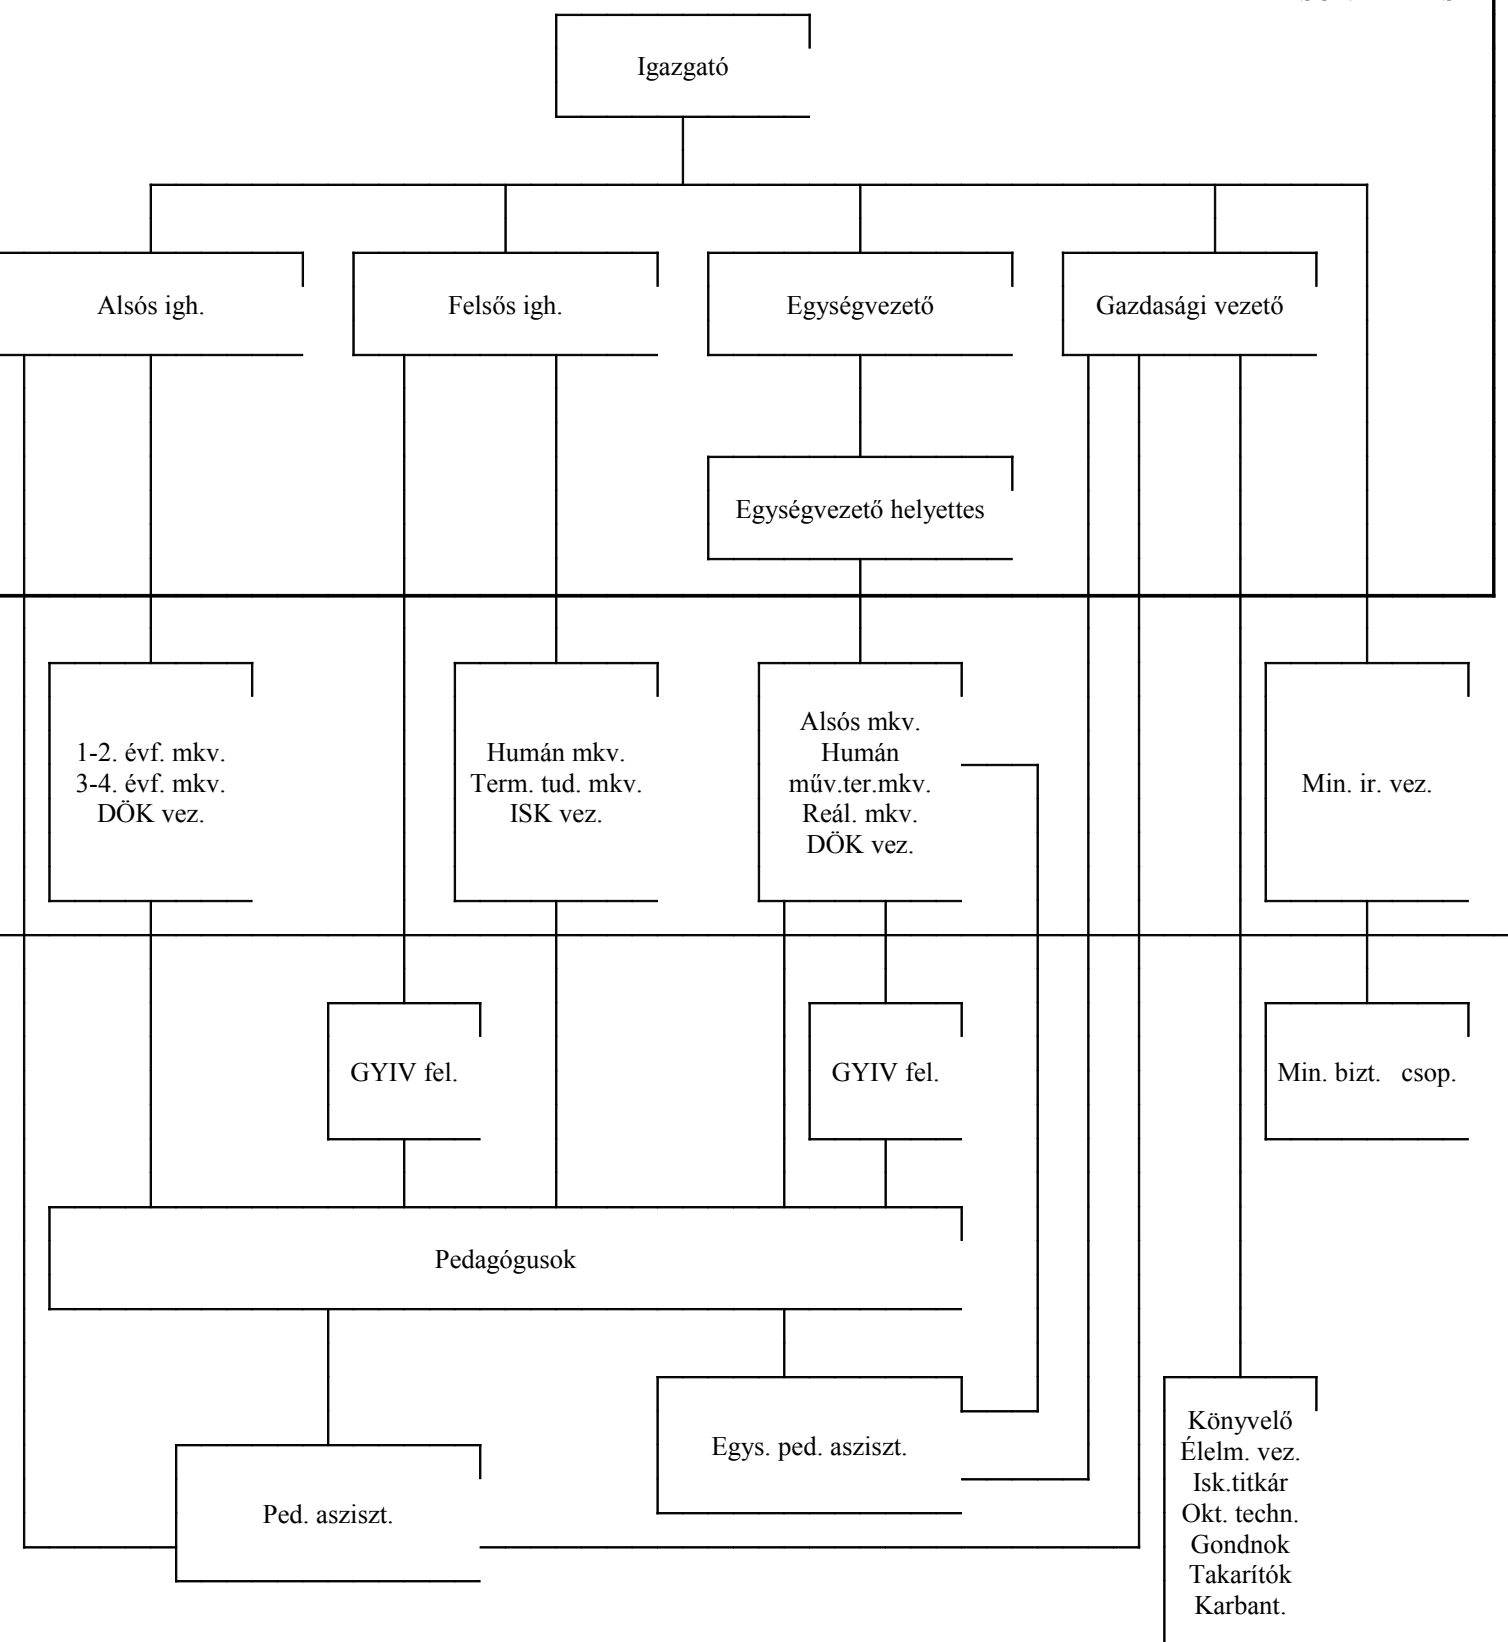 Igazgató
Alsós igh.
Felsős igh.
Egységvezető
Gazdasági vezető
Egységvezető helyettes
1-2. évf. mkv.
3-4. évf. mkv.
DÖK vez.
Humán mkv.
Term. tud. mkv.
ISK vez.
Alsós mkv.
Humán
műv.ter.mkv.
Reál. mkv.
DÖK vez.
Min. ir. vez.
GYIV fel.
GYIV fel.
Min. bizt. csop.
Pedagógusok
Egys. ped. asziszt.
Ped. asziszt.
Könyvelő
Élelm. vez.
Isk.titkár
Okt. techn.
Gondnok
Takarítók
Karbant.